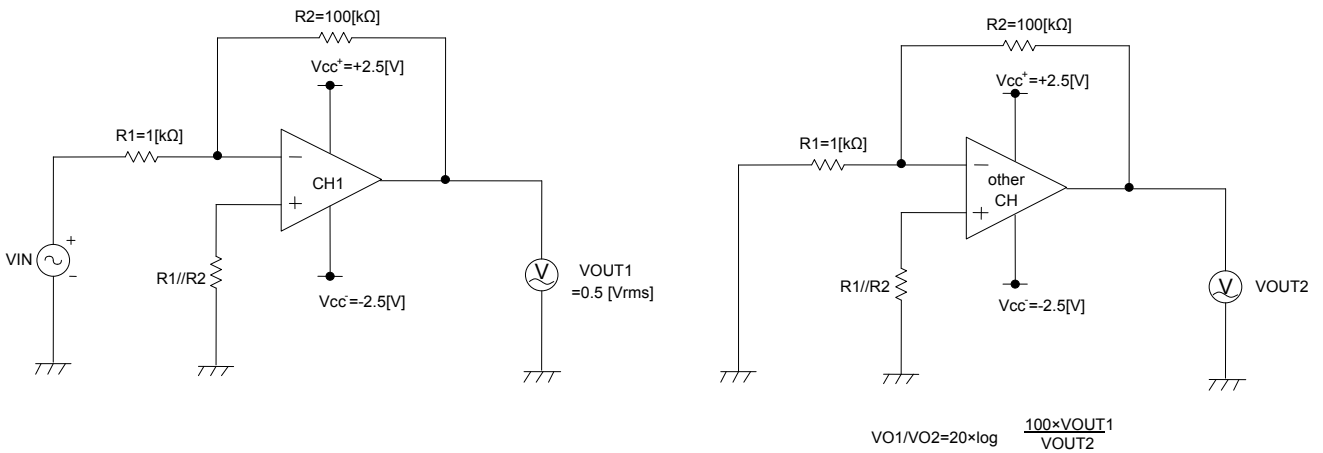 R2=100[kΩ]
Vcc+=+2.5[V]
R1=1[kΩ]
−
CH1
+
VIN
+
−
R1//R2
Vcc-=-2.5[V]
V
VOUT1
=0.5 [Vrms]
R2=100[kΩ]
Vcc+=+2.5[V]
R1=1[kΩ]
−
other
CH
+
R1//R2
Vcc-=-2.5[V]
V
VOUT2
VO1/VO2=20×log 100×VOUT1
VOUT2